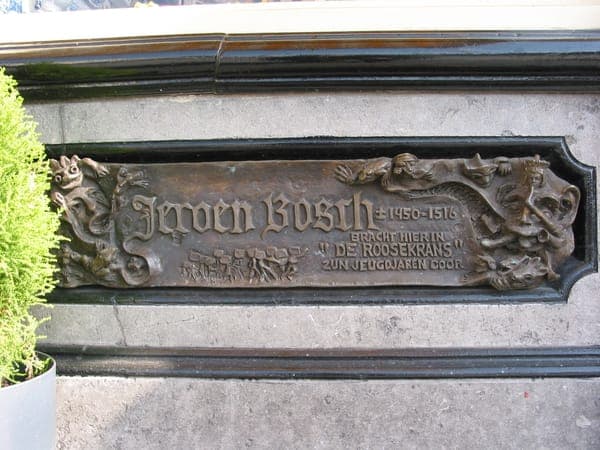 Jeroen Bosch ± 1450-1516
BRACHT HIER IN
"DE ROOSEKRANS"
ZIJN JEUGDJAREN DOOR